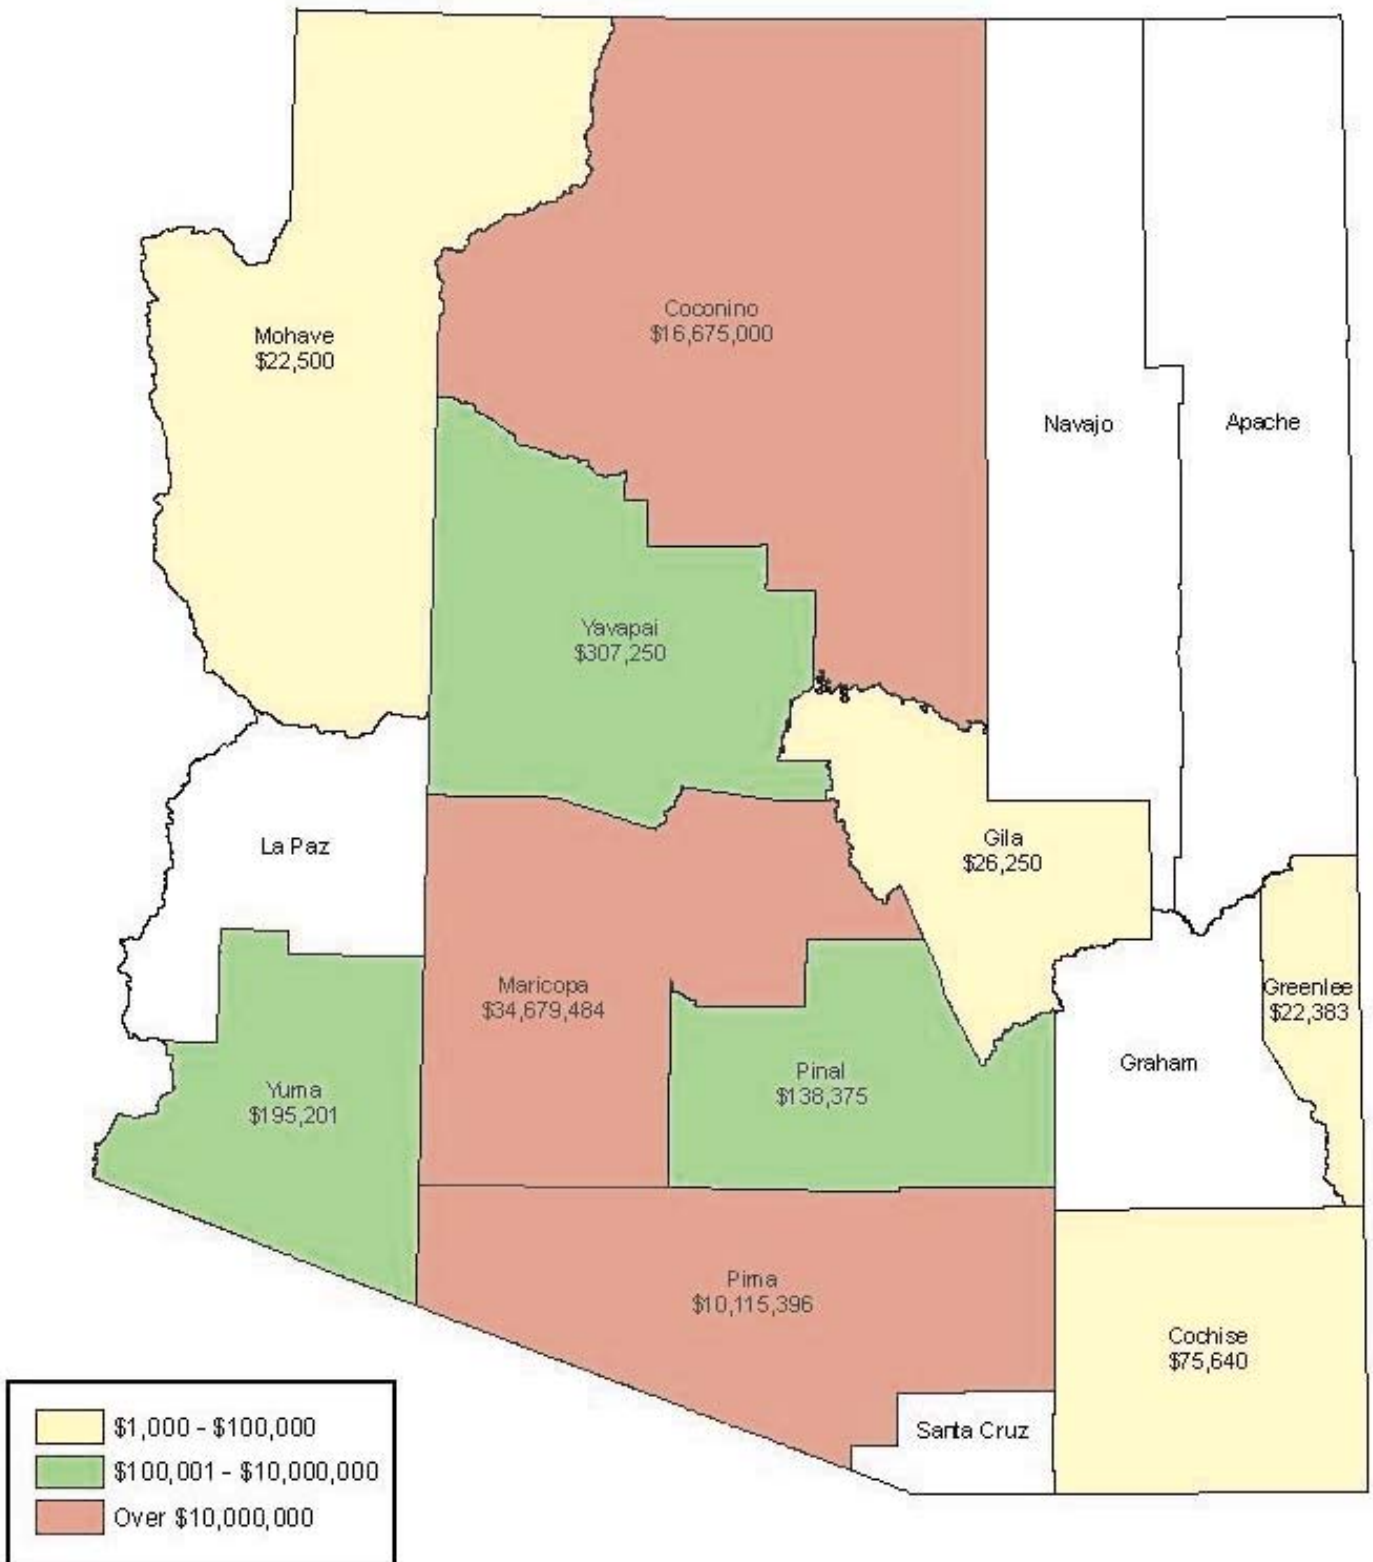 Coconino
$16,675,000
Mohave
$22,500
Navajo
Apache
Yavapai
$307,250
La Paz
Gila
$26,250
Maricopa
$34,679,484
Greenlee
$22,383
Graham
Pinal
$138,375
Yuma
$195,201
Pima
$10,115,396
Cochise
$75,640
Santa Cruz
$1,000 - $100,000
$100,001 - $10,000,000
Over $10,000,000